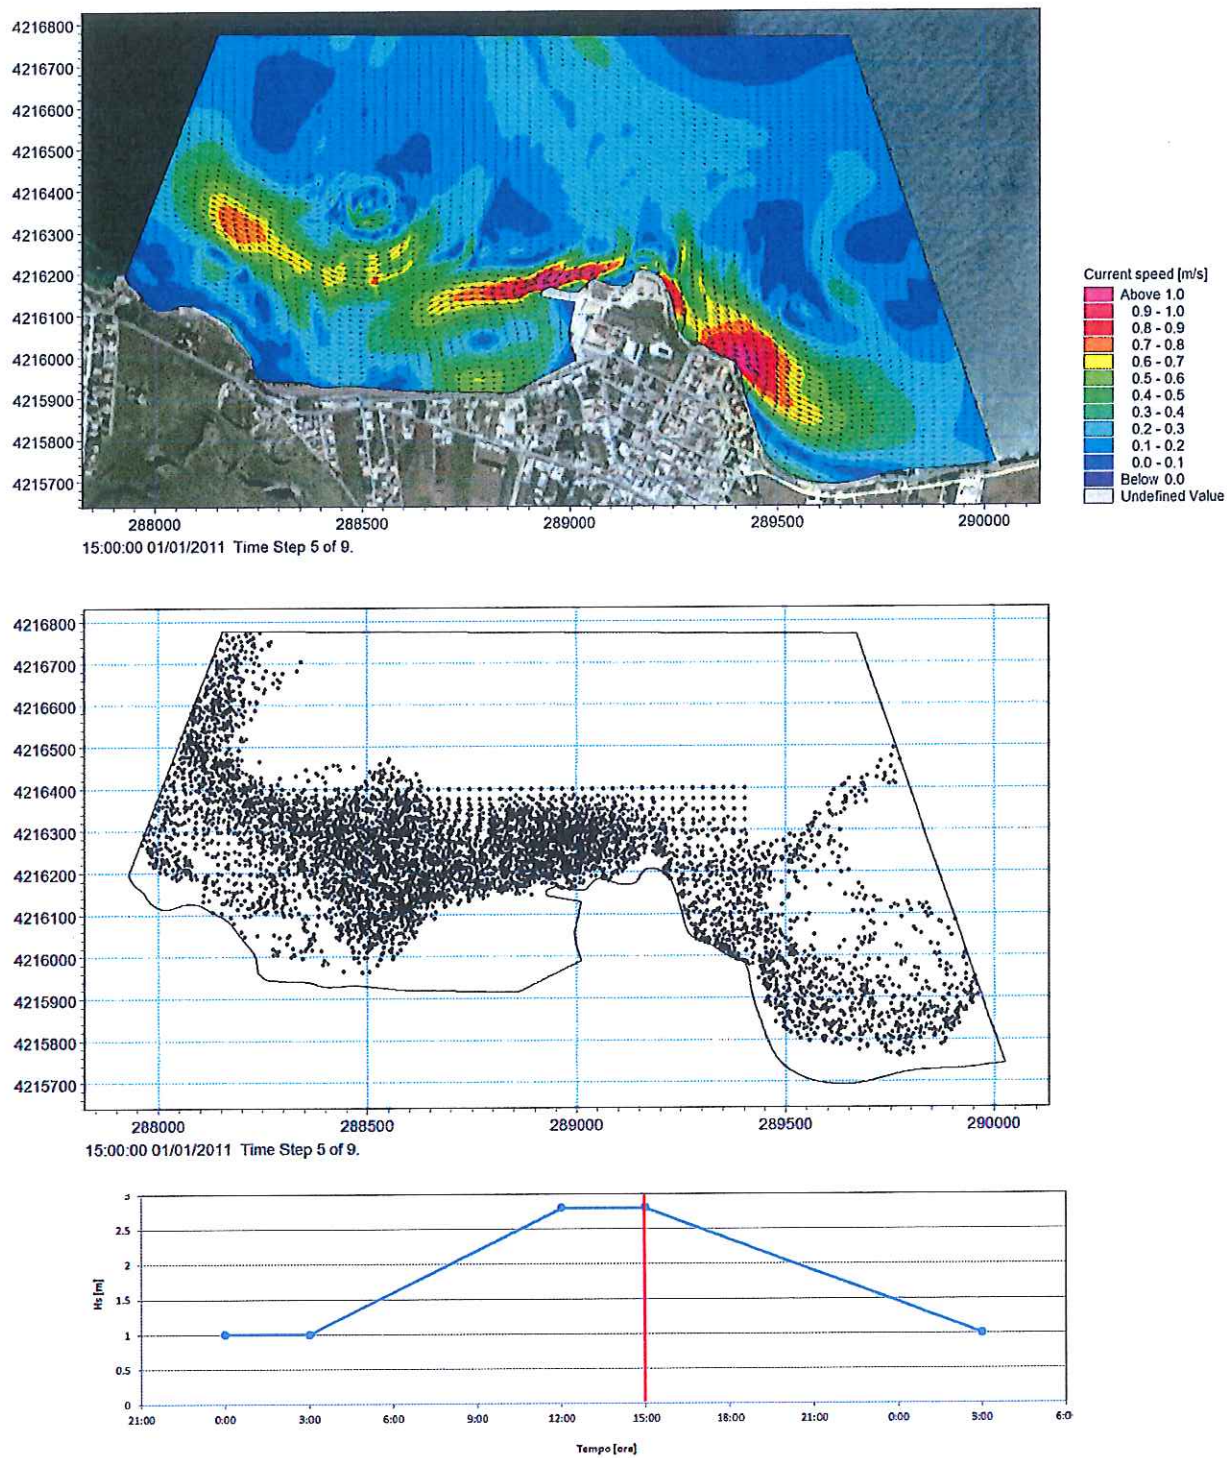 4216800
4216700
4216600
4216500
4216400
4216300
4216200
4216100
4216000
4215900
4215800
4215700
288000 288500 289000 289500 290000
15:00:00 01/01/2011 Time Step 5 of 9.
Current speed [m/s]
Above 1.0
0.9 - 1.0
0.8 - 0.9
0.7 - 0.8
0.6 - 0.7
0.5 - 0.6
0.4 - 0.5
0.3 - 0.4
0.2 - 0.3
0.1 - 0.2
0.0 - 0.1
Below 0.0
Undefined Value
4216800
4216700
4216600
4216500
4216400
4216300
4216200
4216100
4216000
4215900
4215800
4215700
288000 288500 289000 289500 290000
15:00:00 01/01/2011 Time Step 5 of 9.
Hs [m]
3
2.5
2
1.5
1
0.5
0
21:00 0:00 3:00 6:00 9:00 12:00 15:00 18:00 21:00 0:00 3:00 6:0
Tempo [ore]